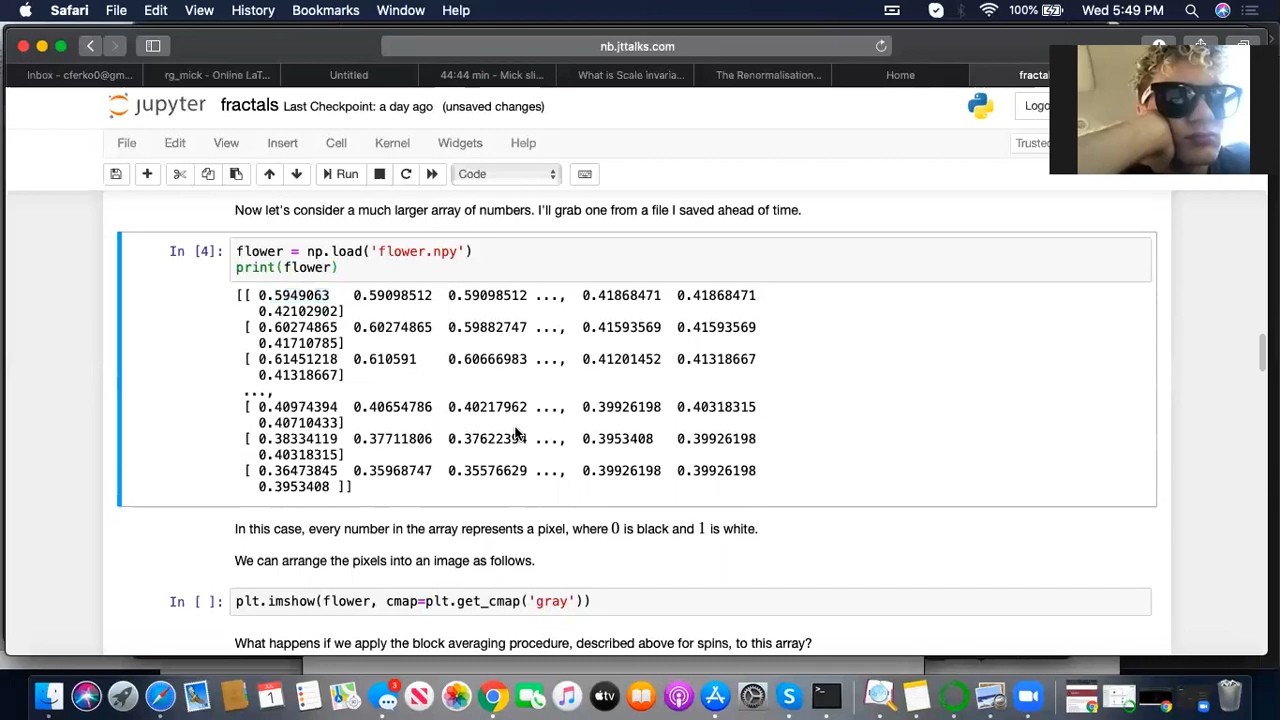 Safari File Edit View History Bookmarks Window Help 100% Wed 5:49 PM
nb.jttalks.com
Inbox - cferko0@gm... rg_mick - Online LaT... Untitled 44:44 min - Mick sli... What is Scale invaria... The Renormalisation... Home fractals
jupyter fractals Last Checkpoint: a day ago (unsaved changes) Logo
File Edit View Insert Cell Kernel Widgets Help Trusted
Run Code
Now let's consider a much larger array of numbers. I'll grab one from a file I saved ahead of time.
In [4]: flower = np.load('flower.npy')
print(flower)
[[ 0.5949063 0.59098512 0.59098512 ..., 0.41868471 0.41868471
0.42102902]
[ 0.60274865 0.60274865 0.59882747 ..., 0.41593569 0.41593569
0.41710785]
[ 0.61451218 0.610591 0.60666983 ..., 0.41201452 0.41318667
0.41318667]
...,
[ 0.40974394 0.40654786 0.40217962 ..., 0.39926198 0.40318315
0.40710433]
[ 0.38334119 0.37711806 ..., 0.3953408 0.39926198
0.40318315]
[ 0.36473845 0.35968747 0.35576629 ..., 0.39926198 0.39926198
0.3953408 ]]
In this case, every number in the array represents a pixel, where 0 is black and 1 is white.
We can arrange the pixels into an image as follows.
In [ ]: plt.imshow(flower, cmap=plt.get_cmap('gray'))
What happens if we apply the block averaging procedure, described above for spins, to this array?
3
tv
1